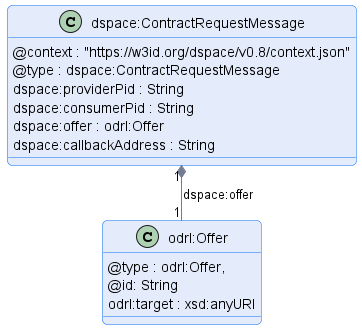 C dspace:ContractRequestMessage
@context : "https://w3id.org/dspace/v0.8/context.json"
@type : dspace:ContractRequestMessage
dspace:providerPid : String
dspace:consumerPid : String
dspace:offer : odrl:Offer
dspace:callbackAddress : String
1
dspace:offer
1
C odrl:Offer
@type : odrl:Offer,
@id: String
odrl:target : xsd:anyURI